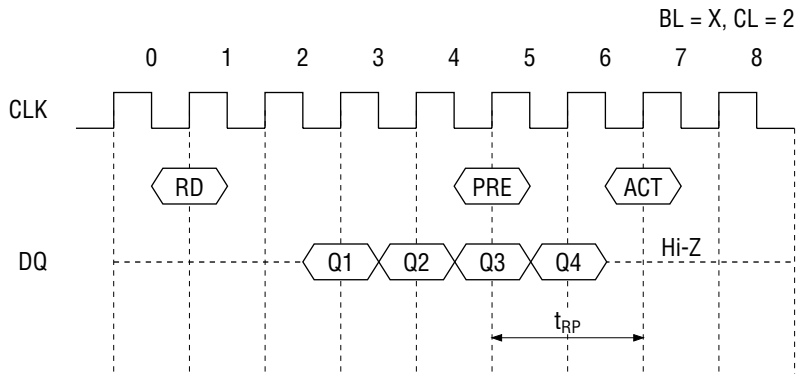 BL = X, CL = 2
0 1 2 3 4 5 6 7 8
CLK
RD PRE ACT
DQ Q1 Q2 Q3 Q4 Hi-Z
tRP